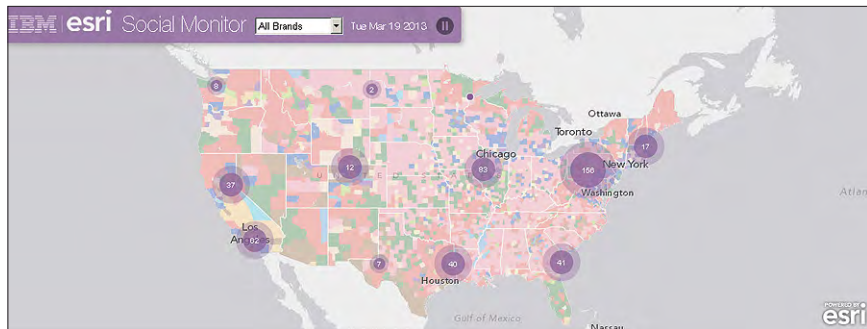 IBM esri Social Monitor All Brands Tue Mar 19 2013
8
2
Ottawa
Toronto
17
Chicago
New York
12
83
156
37
UNITED STATES
Washington
Atlan
Los
Angeles
62
7
40
41
Houston
Gulf of Mexico
POWERED BY
esri
Nassau